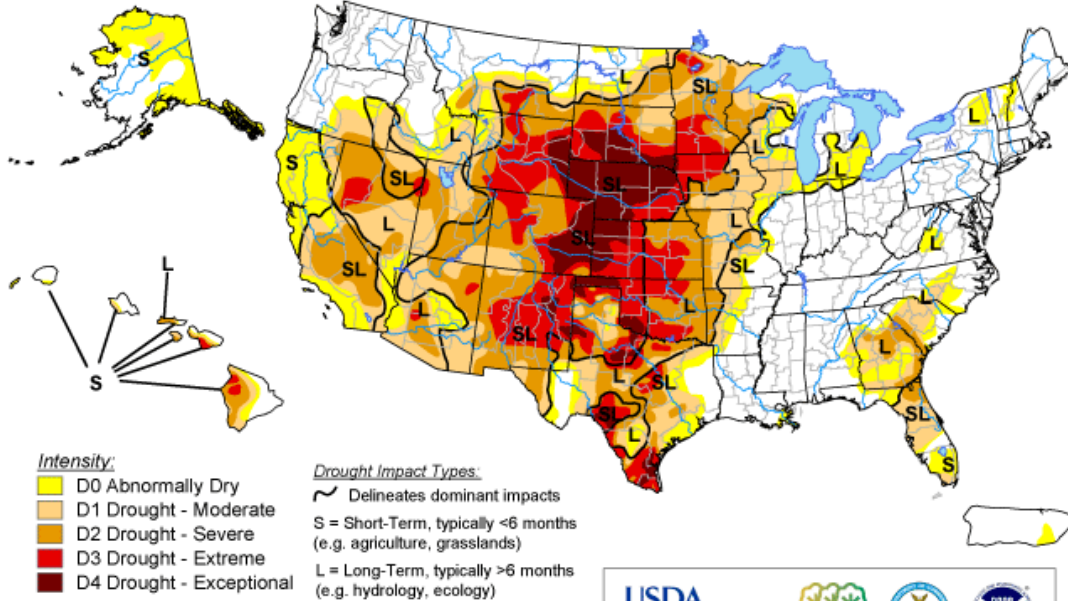 S
L
SL
L
S
L
SL
L
L
L
SL
L
L
SL
L
SL
SL
L
L
L
L
L
SL
L
SL
SL
SL
L
S
L
S
Intensity:
D0 Abnormally Dry
D1 Drought - Moderate
D2 Drought - Severe
D3 Drought - Extreme
D4 Drought - Exceptional
Drought Impact Types:
Delineates dominant impacts
S = Short-Term, typically <6 months
(e.g. agriculture, grasslands)
L = Long-Term, typically >6 months
(e.g. hydrology, ecology)
USDA